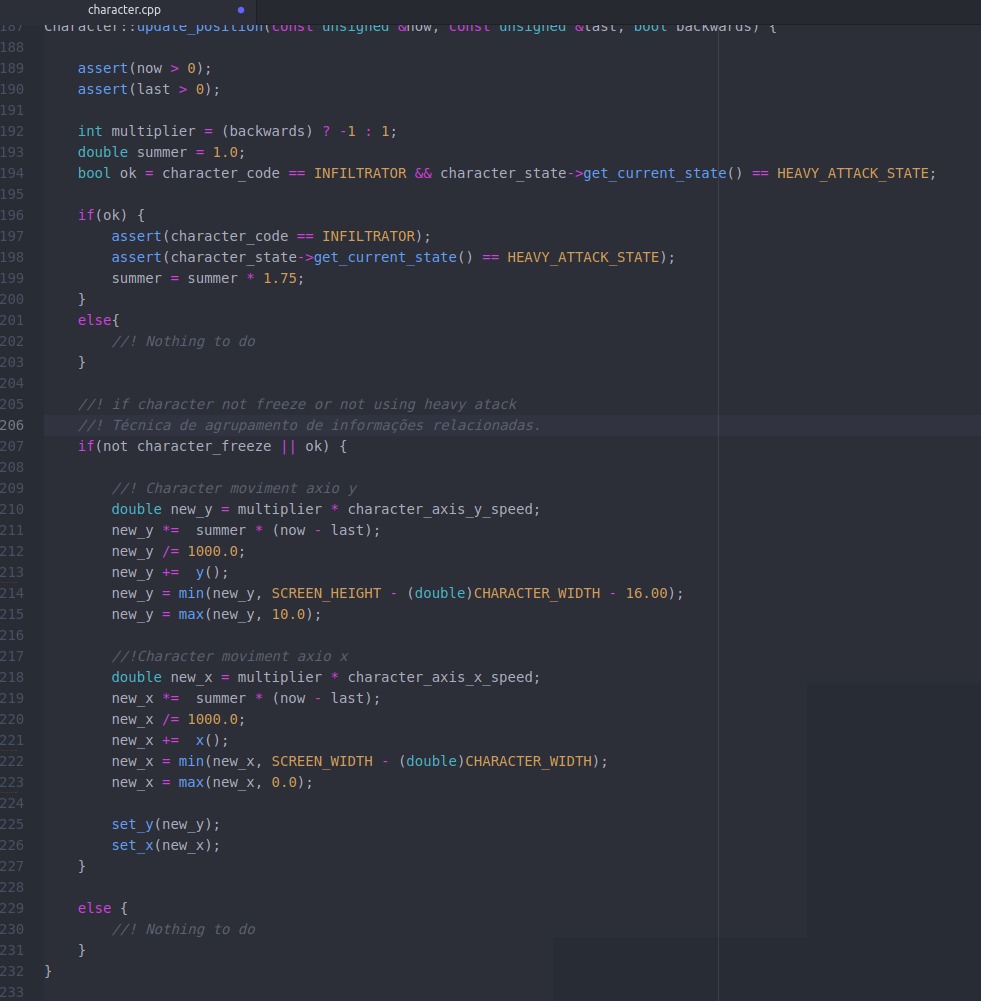 character.cpp
187 Character::update_position(const unsigned &now, const unsigned &last, bool backwards) {
188
189     assert(now > 0);
190     assert(last > 0);
191
192     int multiplier = (backwards) ? -1 : 1;
193     double summer = 1.0;
194     bool ok = character_code == INFILTRATOR && character_state->get_current_state() == HEAVY_ATTACK_STATE;
195
196     if(ok) {
197         assert(character_code == INFILTRATOR);
198         assert(character_state->get_current_state() == HEAVY_ATTACK_STATE);
199         summer = summer * 1.75;
200     }
201     else{
202         //! Nothing to do
203     }
204
205     //! if character not freeze or not using heavy atack
206     //! Técnica de agrupamento de informações relacionadas.
207     if(not character_freeze || ok) {
208
209         //! Character moviment axio y
210         double new_y = multiplier * character_axis_y_speed;
211         new_y *=  summer * (now - last);
212         new_y /= 1000.0;
213         new_y +=  y();
214         new_y = min(new_y, SCREEN_HEIGHT - (double)CHARACTER_WIDTH - 16.00);
215         new_y = max(new_y, 10.0);
216
217         //!Character moviment axio x
218         double new_x = multiplier * character_axis_x_speed;
219         new_x *=  summer * (now - last);
220         new_x /= 1000.0;
221         new_x +=  x();
222         new_x = min(new_x, SCREEN_WIDTH - (double)CHARACTER_WIDTH);
223         new_x = max(new_x, 0.0);
224
225         set_y(new_y);
226         set_x(new_x);
227     }
228
229     else {
230         //! Nothing to do
231     }
232 }
233